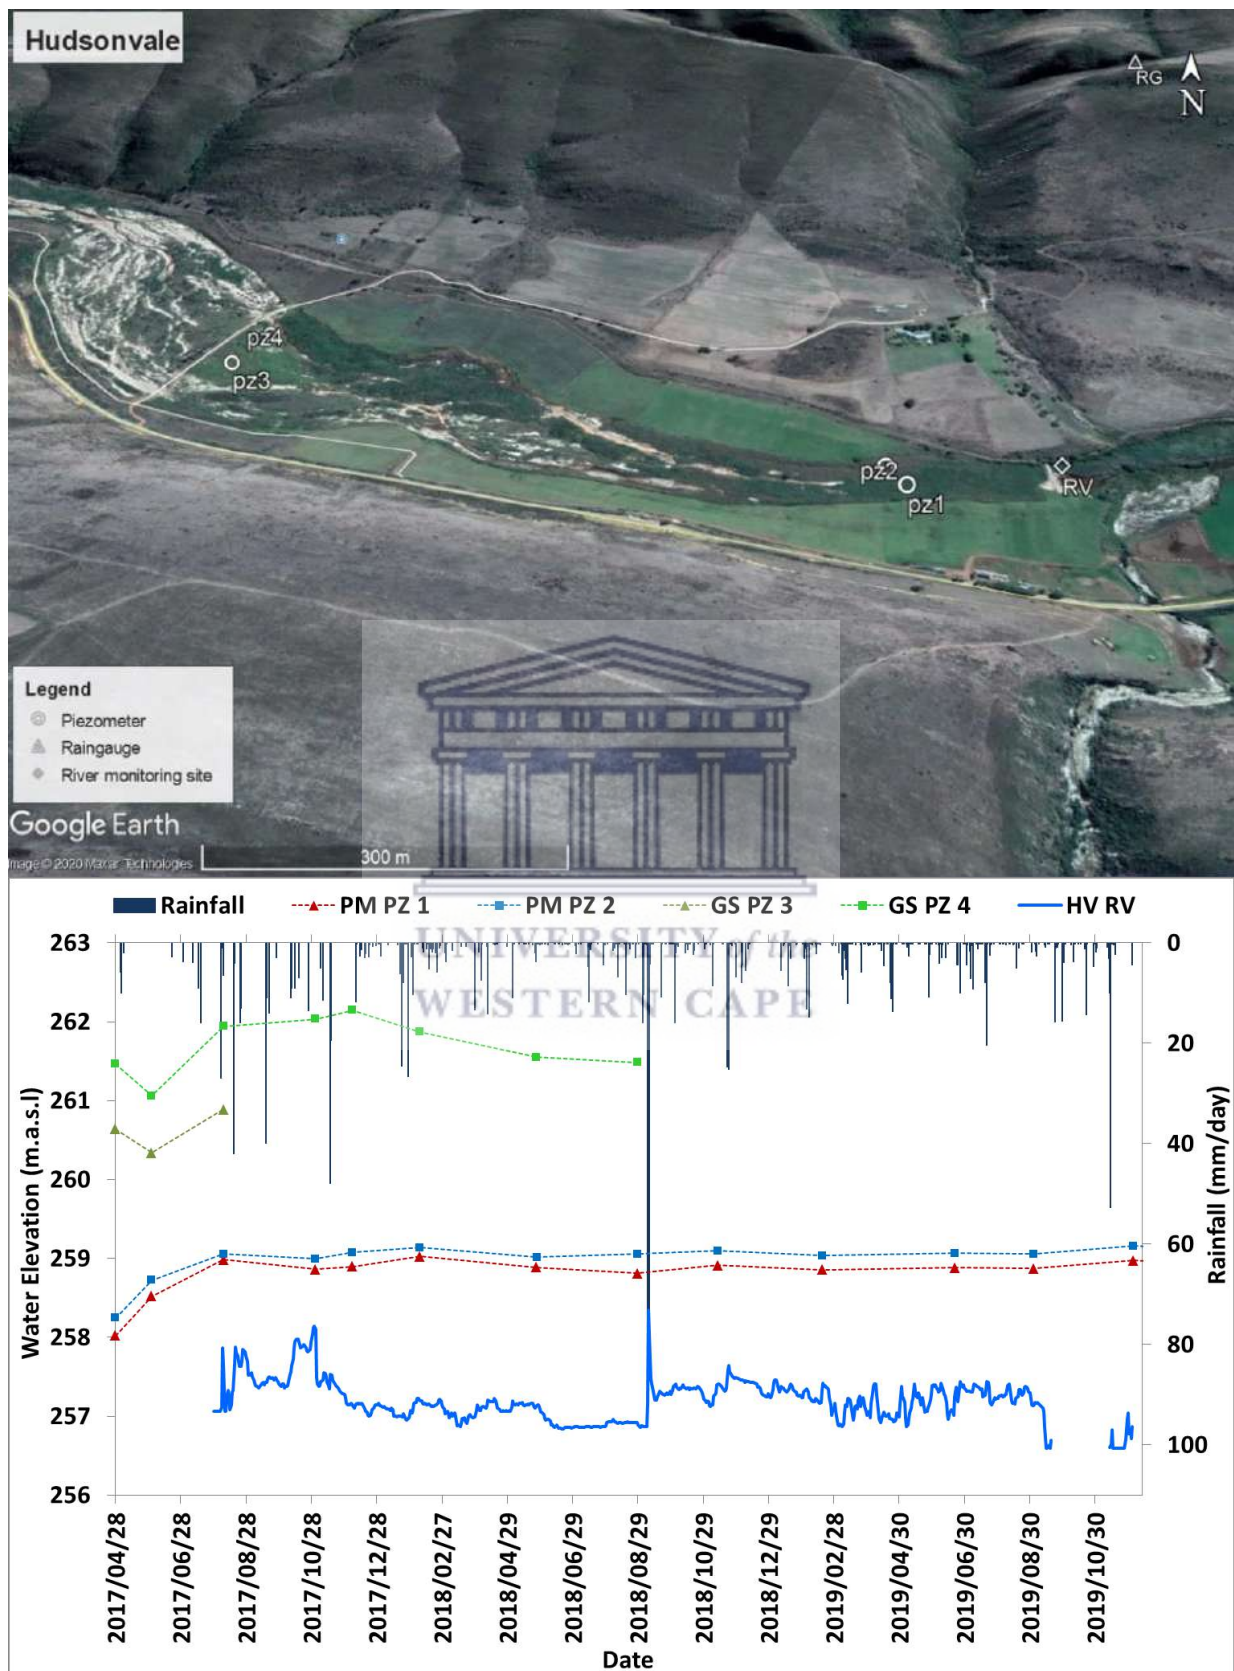 Hudsonvale
RG
N
pz4
pz3
pz2
pz1
RV
Legend
Piezometer
Raingauge
River monitoring site
Google Earth
Image © 2020 Maxar Technologies
300 m
Rainfall PM PZ 1 PM PZ 2 GS PZ 3 GS PZ 4 HV RV
UNIVERSITY of the
WESTERN CAPE
Water Elevation (m.a.s.l)
263
262
261
260
259
258
257
256
0
20
40
60
80
100
Rainfall (mm/day)
2017/04/28
2017/06/28
2017/08/28
2017/10/28
2017/12/28
2018/02/27
2018/04/29
2018/06/29
2018/08/29
2018/10/29
2018/12/29
2019/02/28
2019/04/30
2019/06/30
2019/08/30
2019/10/30
Date